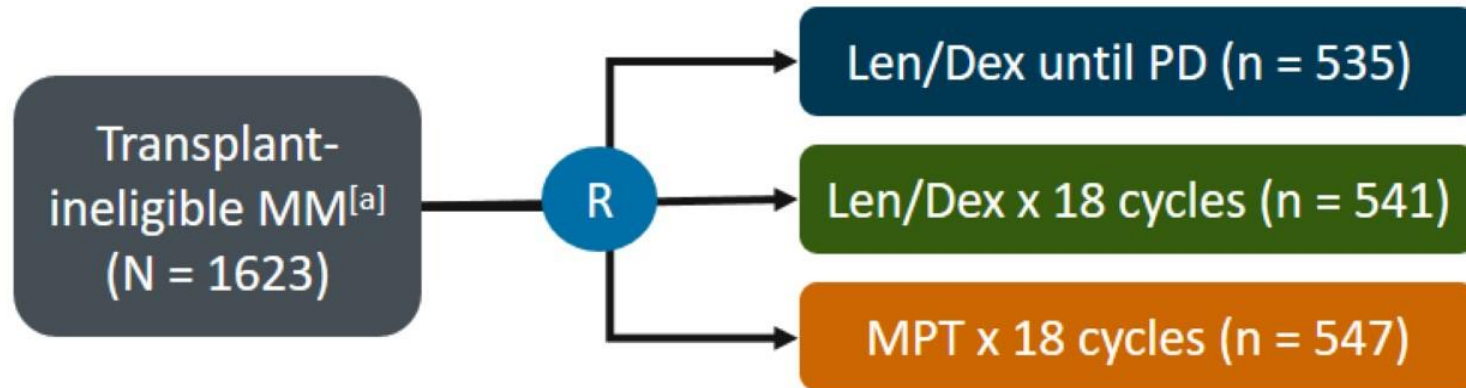 Transplant-
ineligible MM[a]
(N = 1623)
R
Len/Dex until PD (n = 535)
Len/Dex x 18 cycles (n = 541)
MPT x 18 cycles (n = 547)